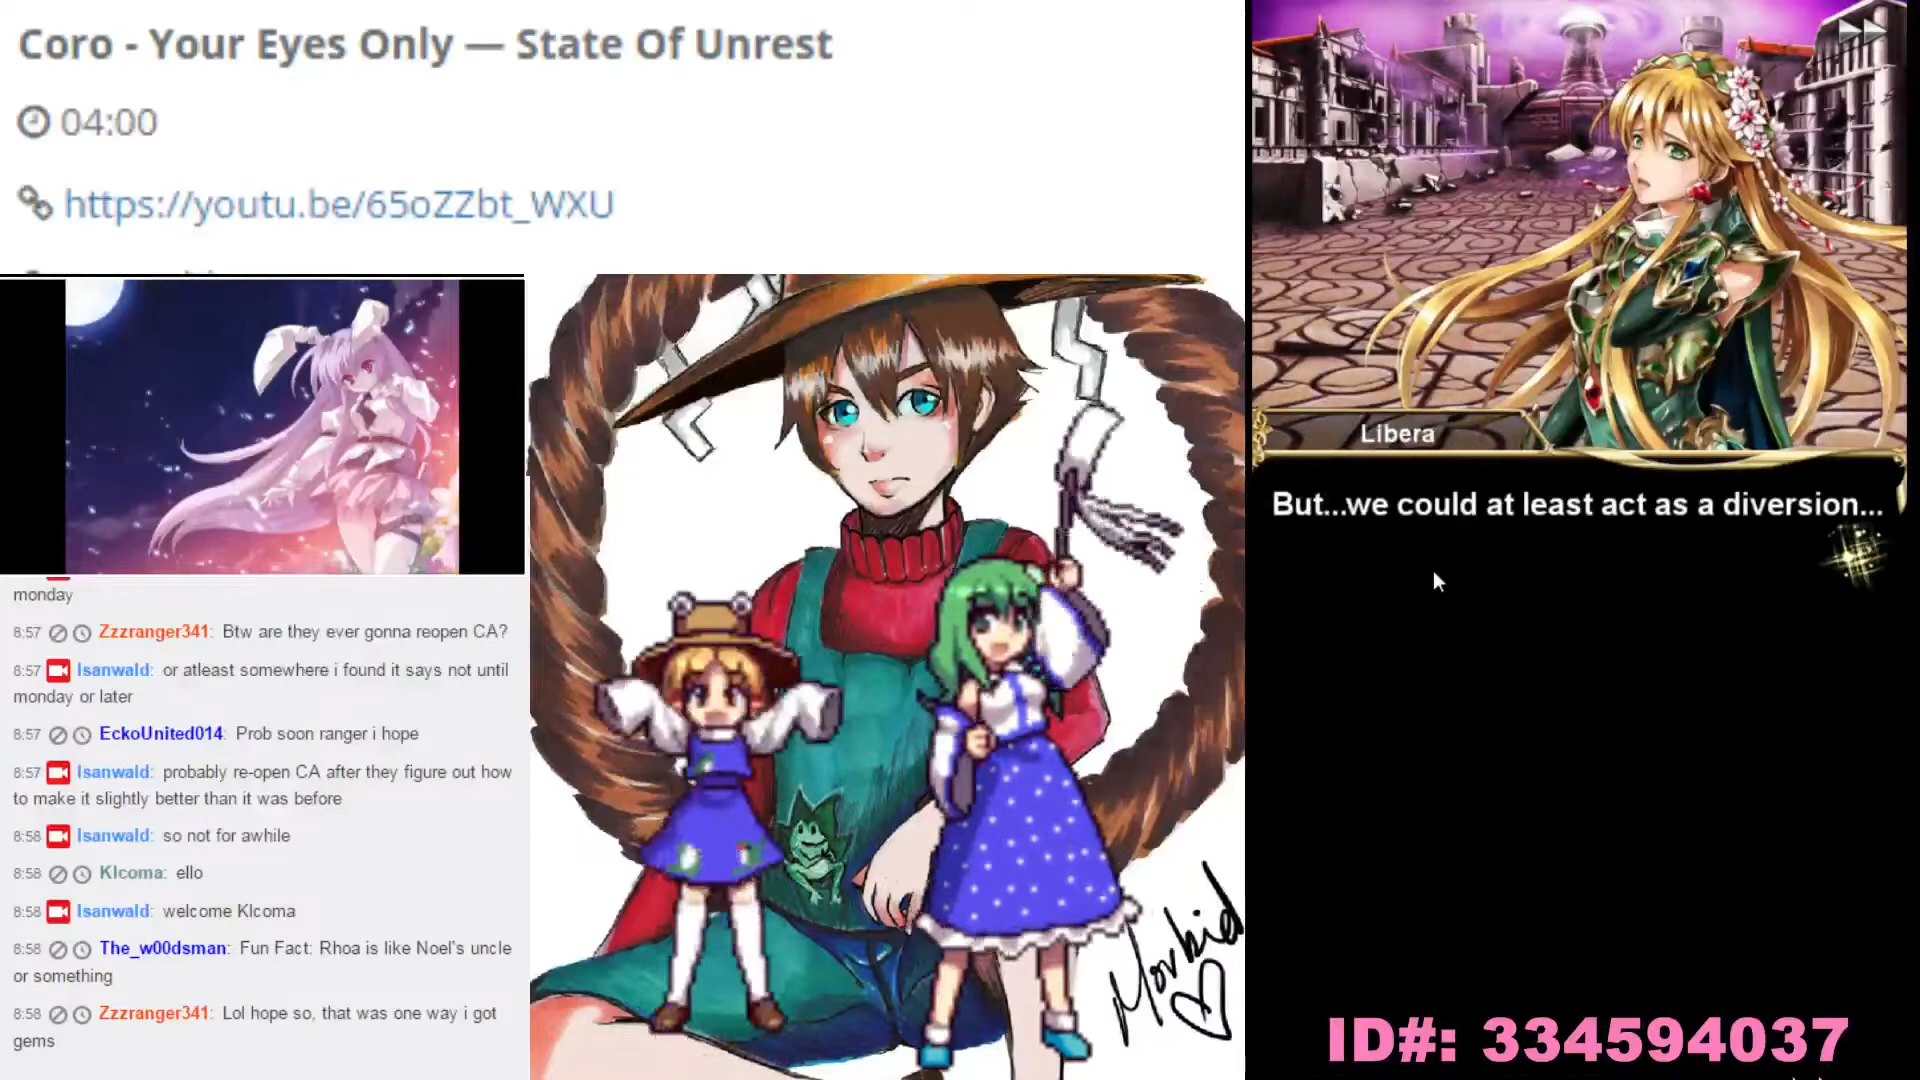 Coro - Your Eyes Only — State Of Unrest
04:00
https://youtu.be/65oZZbt_WXU
monday
8:57 Zzzranger341: Btw are they ever gonna reopen CA?
8:57 Isanwald: or atleast somewhere i found it says not until
monday or later
8:57 EckoUnited014: Prob soon ranger i hope
8:57 Isanwald: probably re-open CA after they figure out how
to make it slightly better than it was before
8:58 Isanwald: so not for awhile
8:58 Klcoma: ello
8:58 Isanwald: welcome Klcoma
8:58 The_w00dsman: Fun Fact: Rhoa is like Noel's uncle
or something
8:58 Zzzranger341: Lol hope so, that was one way i got
gems
Morbid
Libera
But...we could at least act as a diversion...
ID#: 334594037